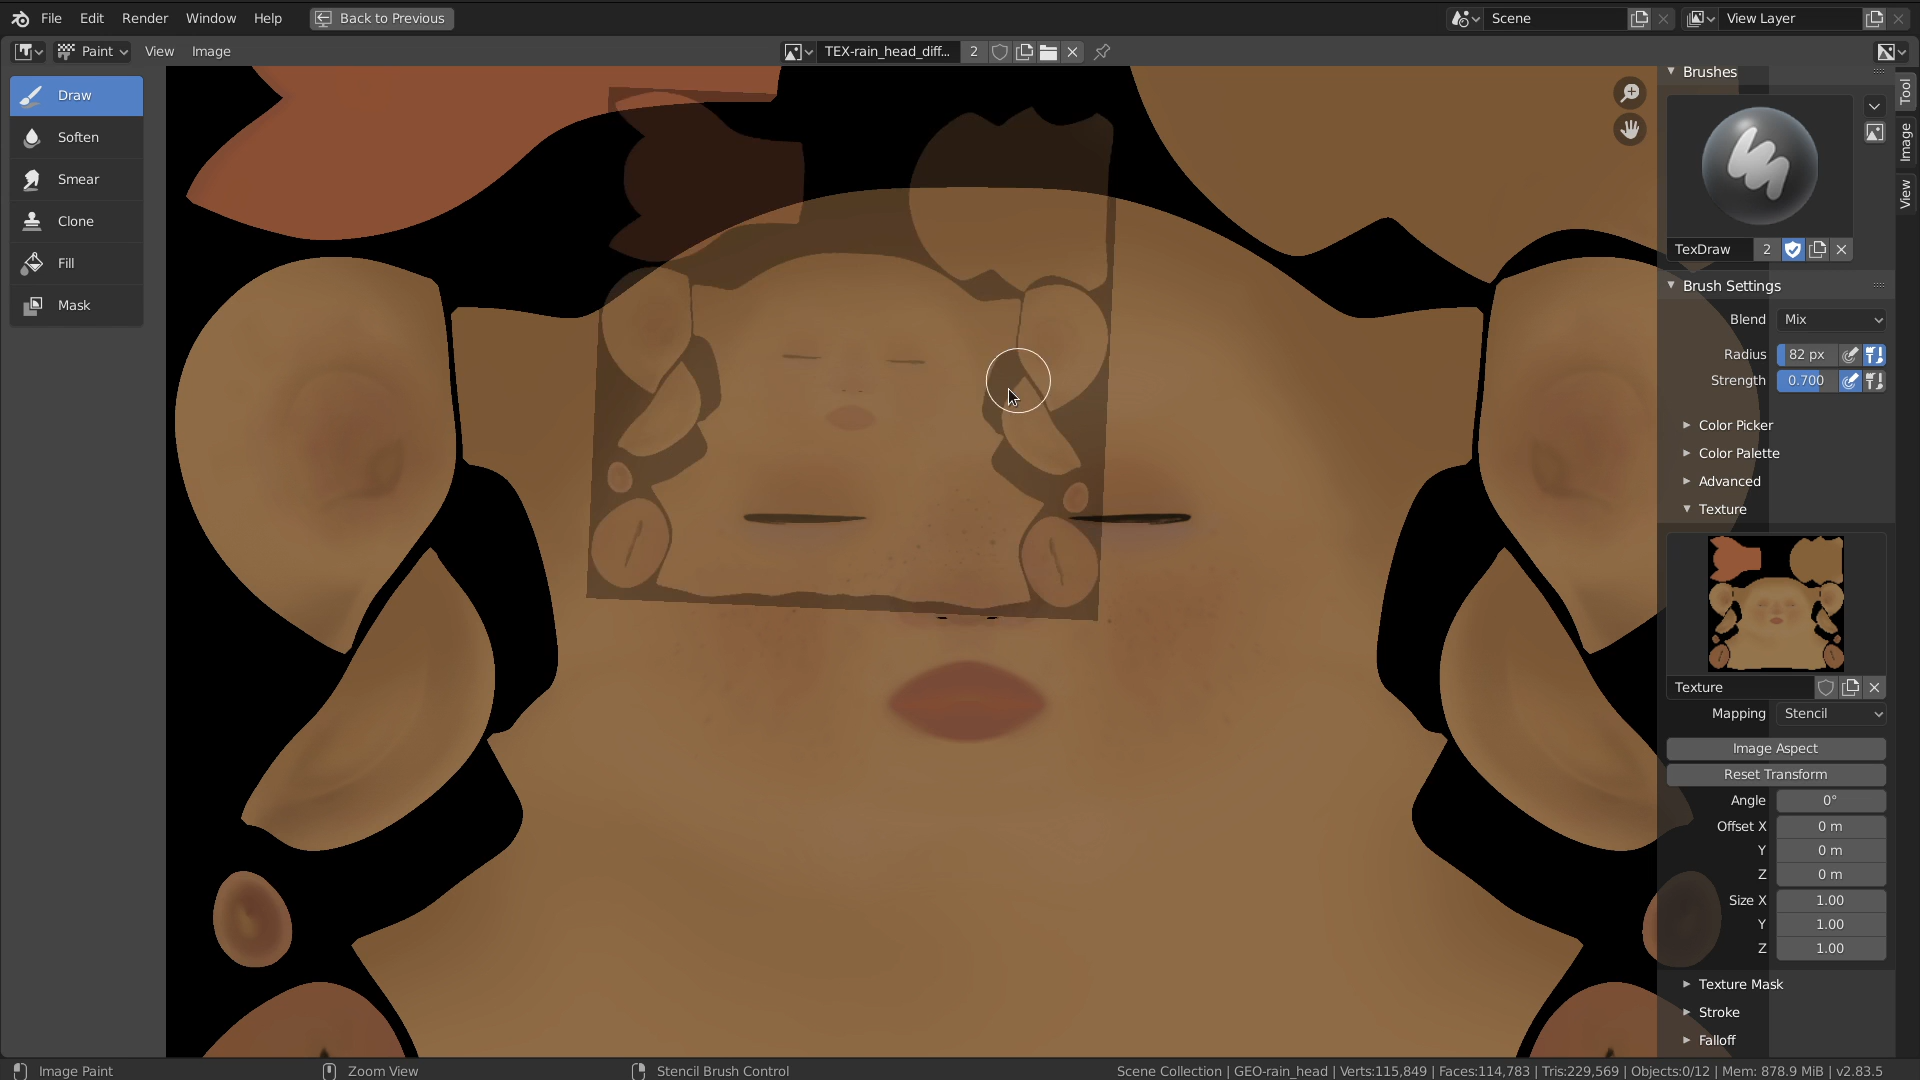 File Edit Render Window Help Back to Previous Scene View Layer
Paint View Image TEX-rain_head_diff... 2
Draw
Soften
Smear
Clone
Fill
Mask
Brushes
TexDraw 2
Brush Settings
Blend Mix
Radius 82 px
Strength 0.700
Color Picker
Color Palette
Advanced
Texture
Texture
Mapping Stencil
Image Aspect
Reset Transform
Angle 0°
Offset X 0 m
Y 0 m
Z 0 m
Size X 1.00
Y 1.00
Z 1.00
Texture Mask
Stroke
Falloff
Tool
Image
View
Image Paint Zoom View Stencil Brush Control Scene Collection | GEO-rain_head | Verts:115,849 | Faces:114,783 | Tris:229,569 | Objects:0/12 | Mem: 878.9 MiB | v2.83.5